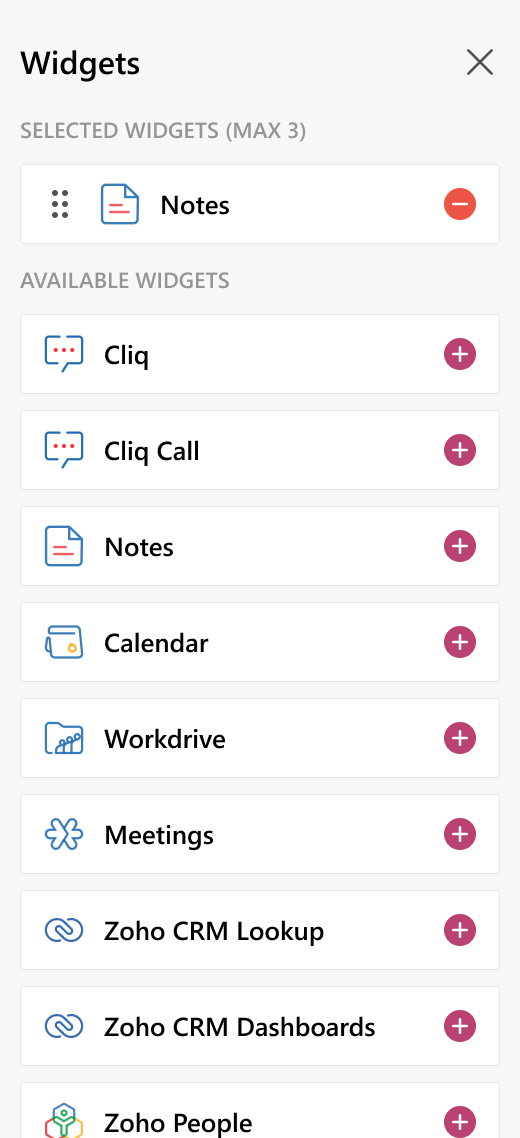 Widgets
SELECTED WIDGETS (MAX 3)
Notes
AVAILABLE WIDGETS
Cliq
Cliq Call
Notes
Calendar
Workdrive
Meetings
Zoho CRM Lookup
Zoho CRM Dashboards
Zoho People